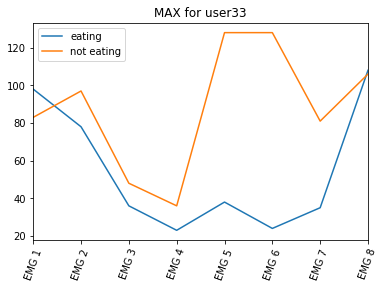 MAX for user33
eating
not eating
120
100
80
60
40
20
EMG 1
EMG 2
EMG 3
EMG 4
EMG 5
EMG 6
EMG 7
EMG 8